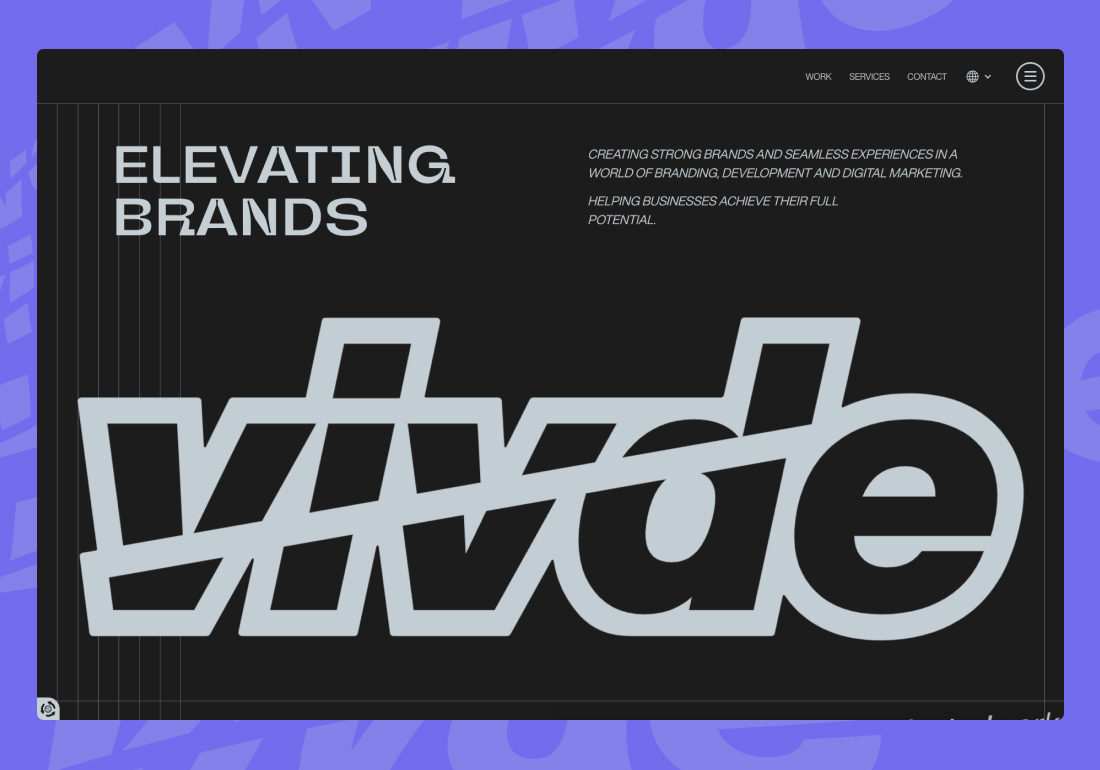 WORK SERVICES CONTACT
ELEVATING
BRANDS
CREATING STRONG BRANDS AND SEAMLESS EXPERIENCES IN A
WORLD OF BRANDING, DEVELOPMENT AND DIGITAL MARKETING.
HELPING BUSINESSES ACHIEVE THEIR FULL
POTENTIAL.
vivde